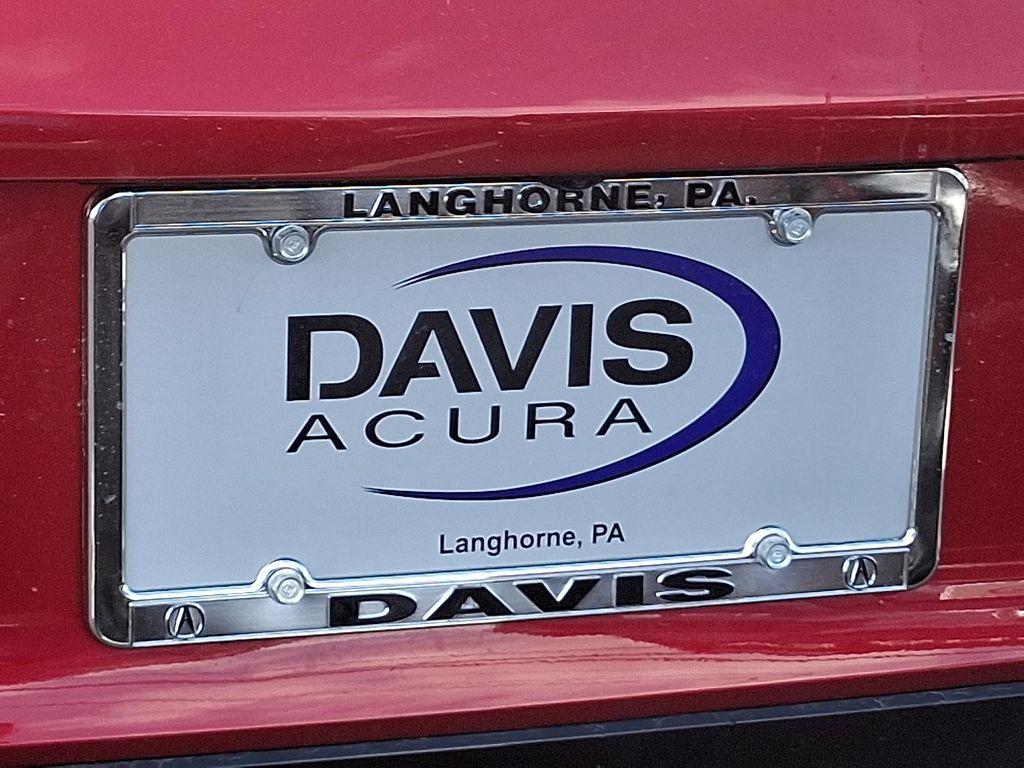 LANGHORNE, PA.
DAVIS
ACURA
Langhorne, PA
DAVIS